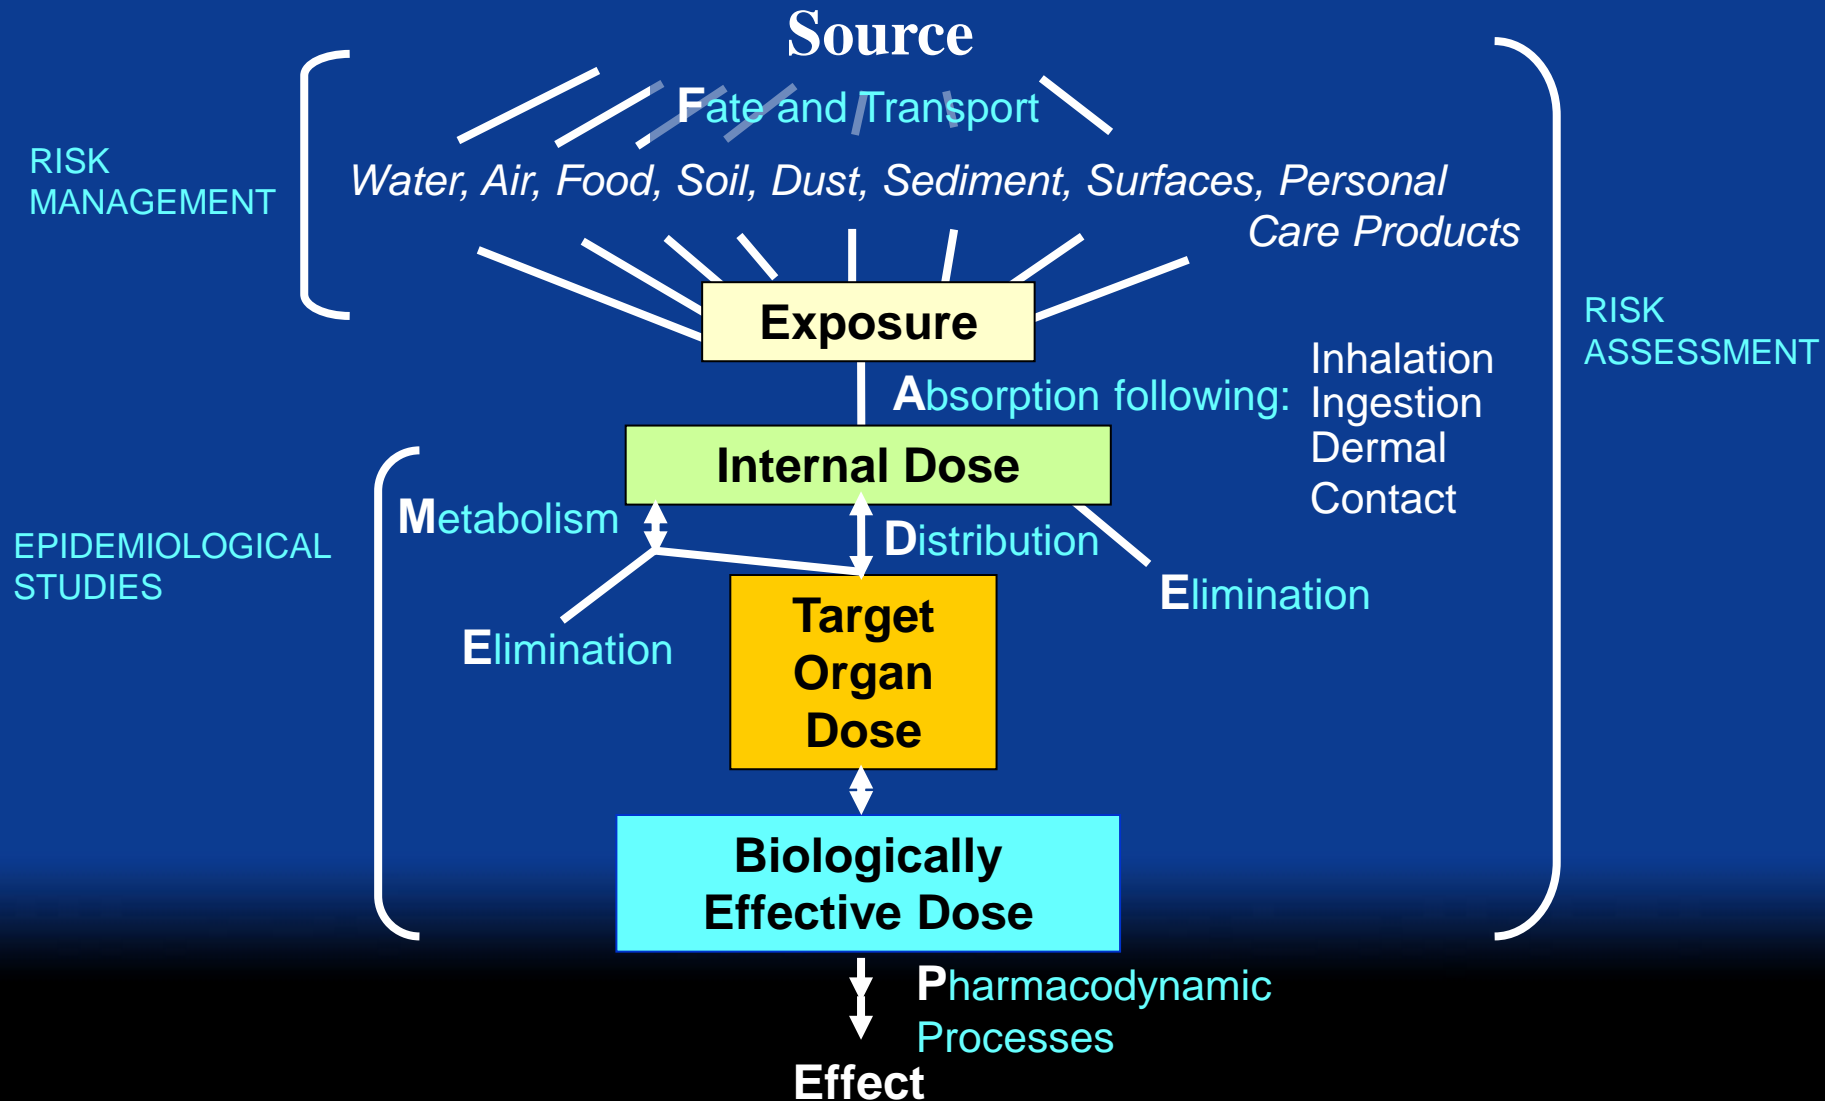 Source
Fate and Transport
RISK
MANAGEMENT
Water, Air, Food, Soil, Dust, Sediment, Surfaces, Personal
Care Products
Exposure
RISK
ASSESSMENT
Absorption following:
Inhalation
Ingestion
Dermal
Contact
Internal Dose
Metabolism
Distribution
EPIDEMIOLOGICAL
STUDIES
Elimination
Elimination
Target
Organ
Dose
Biologically
Effective Dose
Pharmacodynamic
Processes
Effect